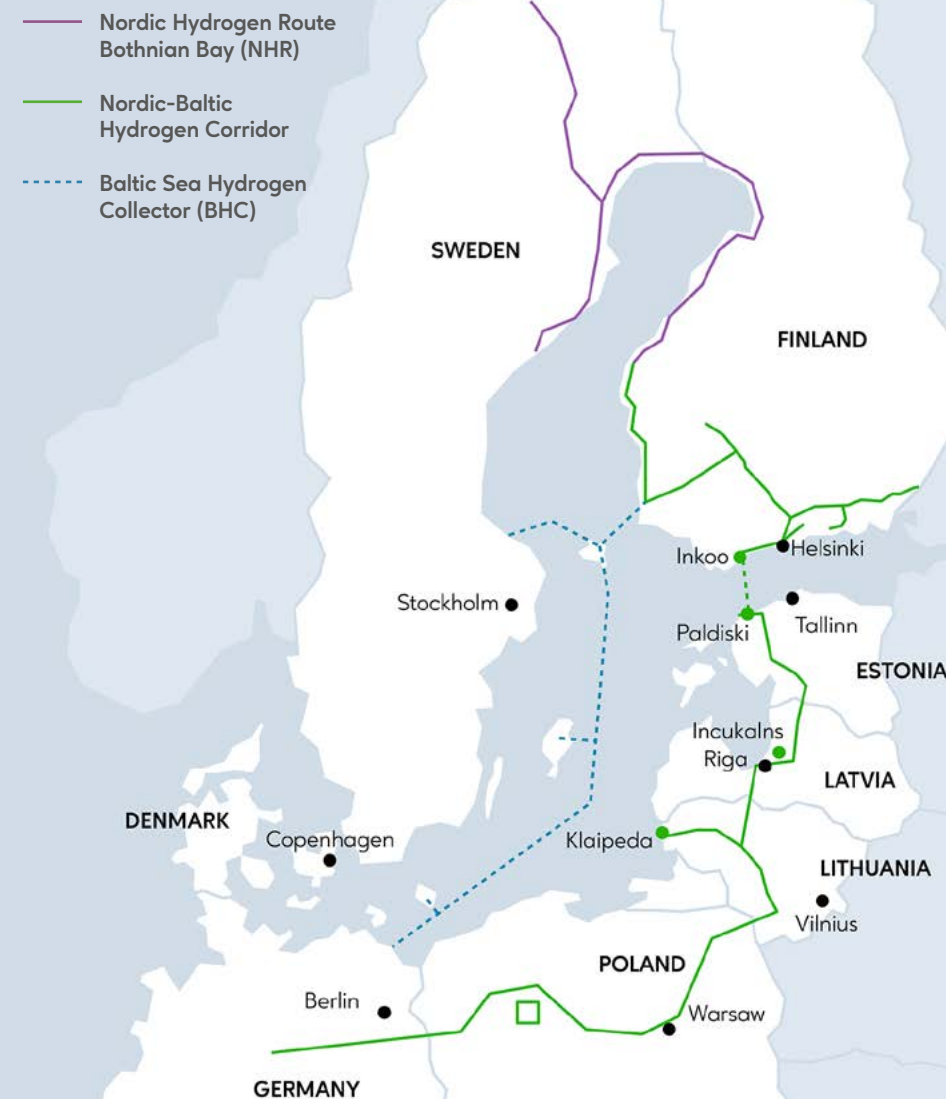 Nordic Hydrogen Route
Bothnian Bay (NHR)
Nordic-Baltic
Hydrogen Corridor
Baltic Sea Hydrogen
Collector (BHC)
SWEDEN
FINLAND
Helsinki
Inkoo
Stockholm
Tallinn
Paldiski
ESTONIA
Incukalns
Riga
LATVIA
DENMARK
Copenhagen
Klaipeda
LITHUANIA
Vilnius
POLAND
Berlin
Warsaw
GERMANY